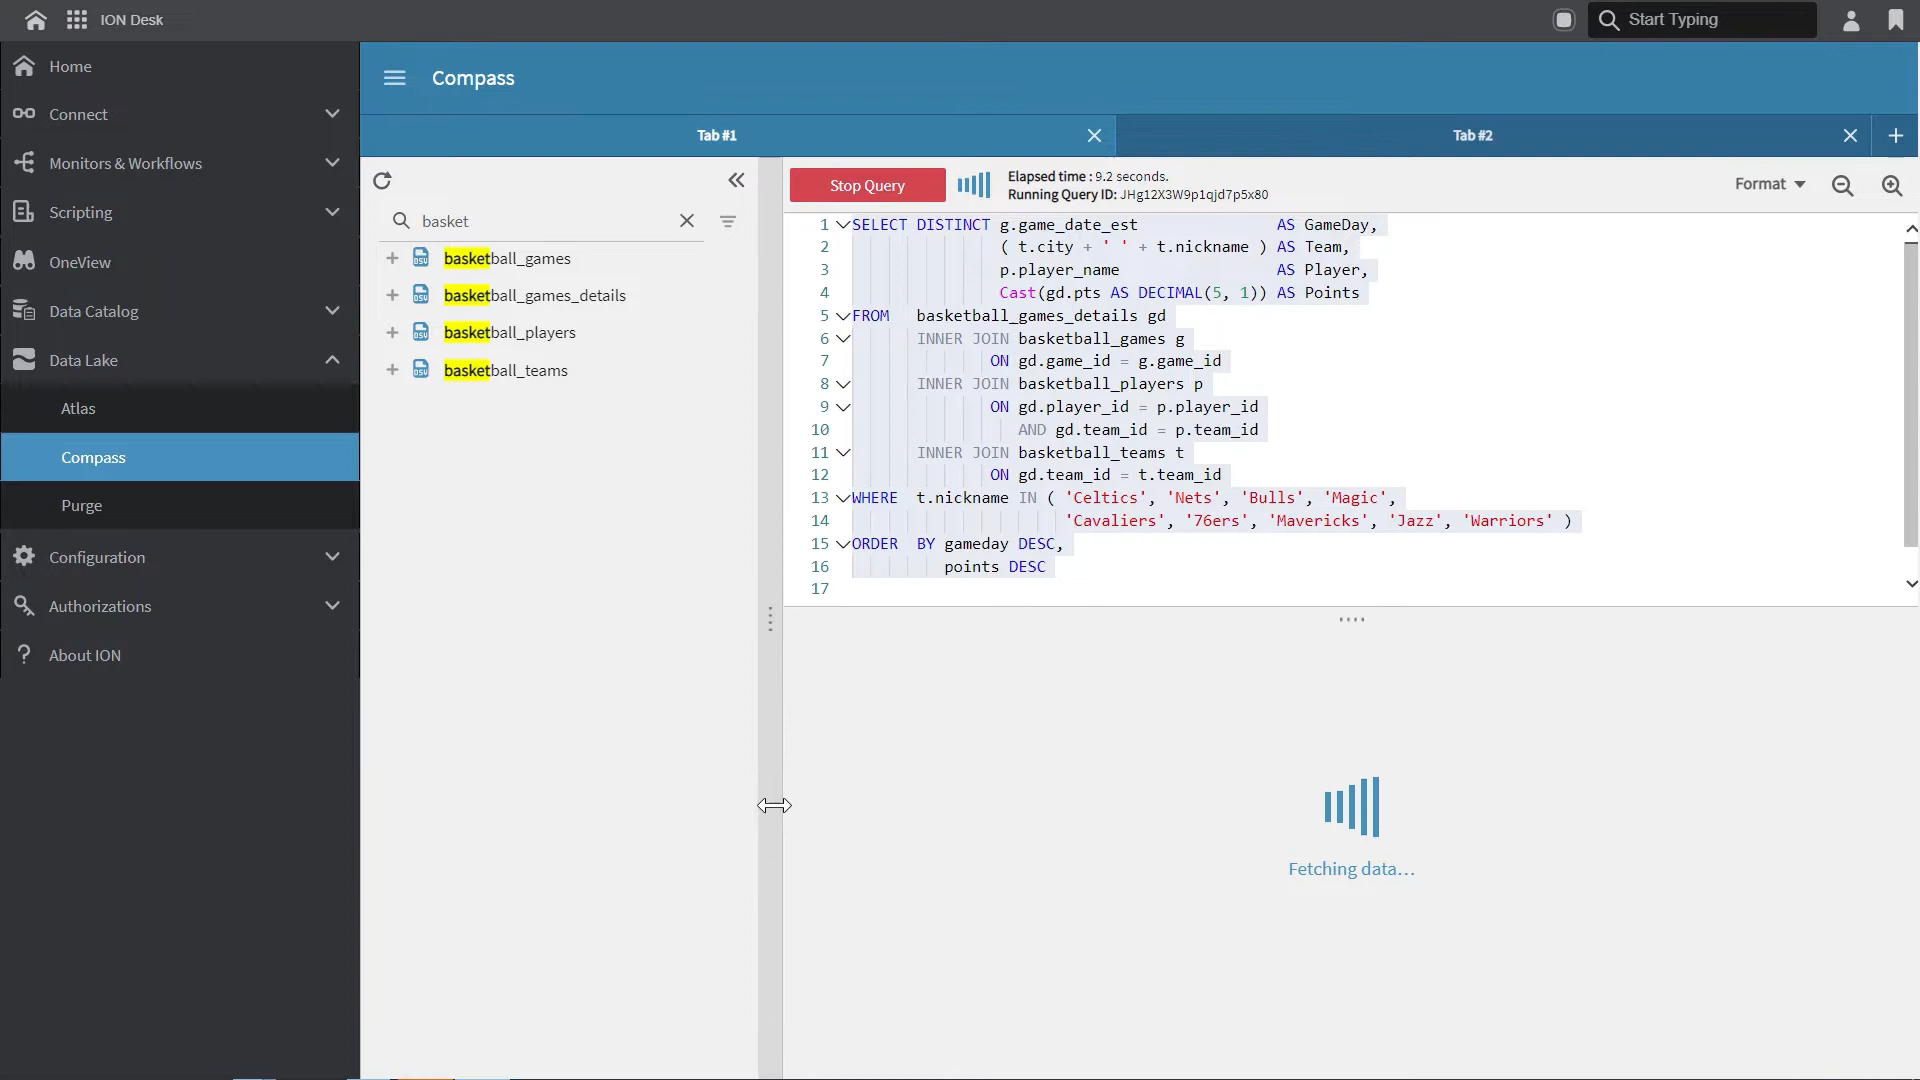 ION Desk
Start Typing
Home
Connect
Monitors & Workflows
Scripting
OneView
Data Catalog
Data Lake
Atlas
Compass
Purge
Configuration
Authorizations
About ION
Compass
Tab #1
Tab #2
basket
basketball_games
basketball_games_details
basketball_players
basketball_teams
Stop Query
Elapsed time : 9.2 seconds.
Running Query ID: JHg12X3W9p1qjd7p5x80
Format
1 SELECT DISTINCT g.game_date_est AS GameDay,
2 ( t.city + ' ' + t.nickname ) AS Team,
3 p.player_name AS Player,
4 Cast(gd.pts AS DECIMAL(5, 1)) AS Points
5 FROM basketball_games_details gd
6 INNER JOIN basketball_games g
7 ON gd.game_id = g.game_id
8 INNER JOIN basketball_players p
9 ON gd.player_id = p.player_id
10 AND gd.team_id = p.team_id
11 INNER JOIN basketball_teams t
12 ON gd.team_id = t.team_id
13 WHERE t.nickname IN ( 'Celtics', 'Nets', 'Bulls', 'Magic',
14 'Cavaliers', '76ers', 'Mavericks', 'Jazz', 'Warriors' )
15 ORDER BY gameday DESC,
16 points DESC
17
Fetching data...